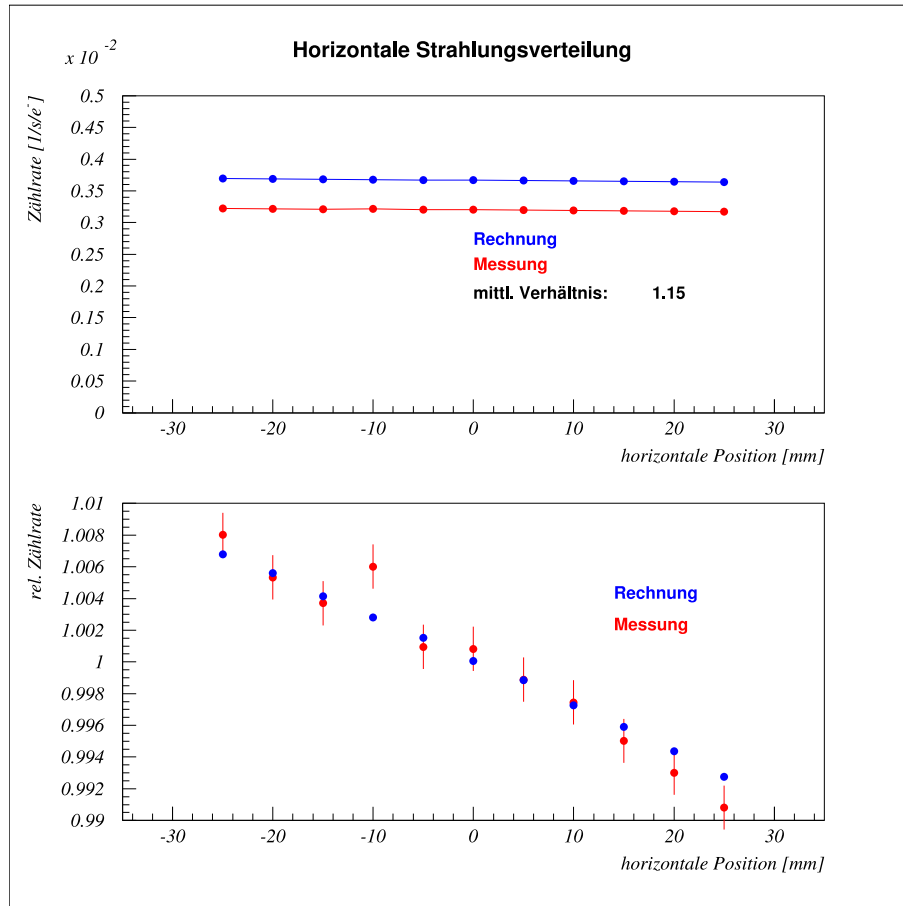 Horizontale Strahlungsverteilung
x 10 -2
Zählrate [1/s/e-]
0.5
0.45
0.4
0.35
0.3
0.25
0.2
0.15
0.1
0.05
0
Rechnung
Messung
mittl. Verhältnis: 1.15
-30 -20 -10 0 10 20 30
horizontale Position [mm]
rel. Zählrate
1.01
1.008
1.006
1.004
1.002
1
0.998
0.996
0.994
0.992
0.99
Rechnung
Messung
-30 -20 -10 0 10 20 30
horizontale Position [mm]